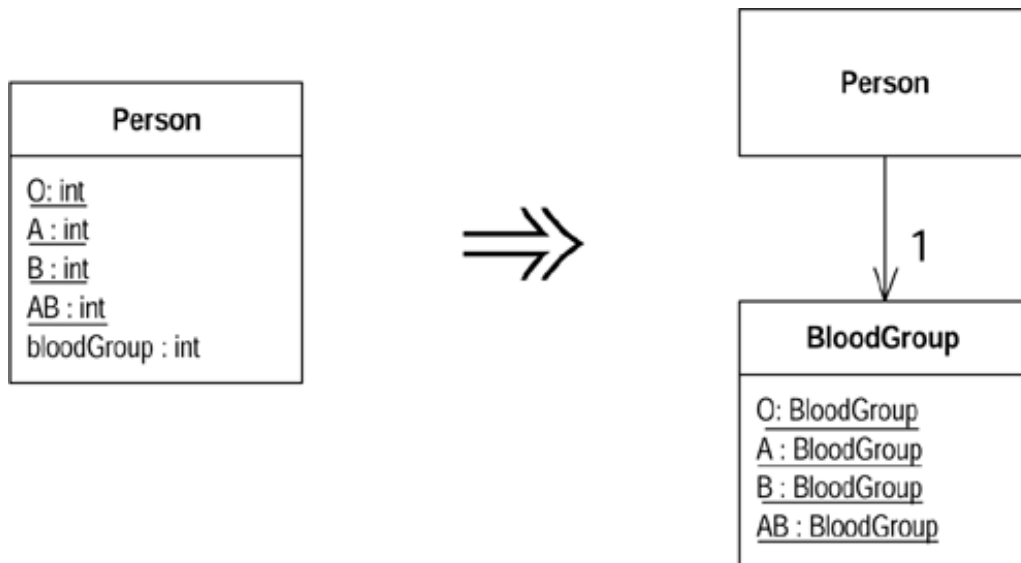 Person
O: int
A : int
B : int
AB : int
bloodGroup : int
Person
1
BloodGroup
O: BloodGroup
A : BloodGroup
B : BloodGroup
AB : BloodGroup